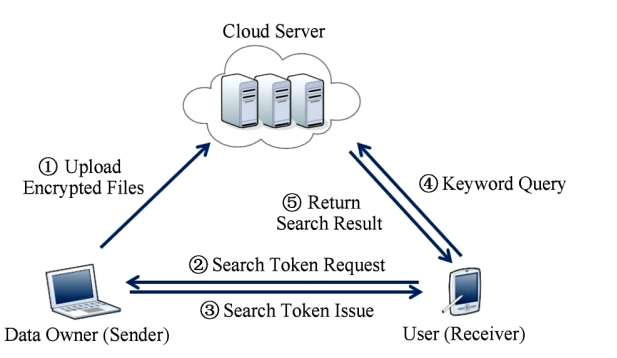 Cloud Server
① Upload
Encrypted Files
④ Keyword Query
⑤ Return
Search Result
② Search Token Request
③ Search Token Issue
Data Owner (Sender)
User (Receiver)